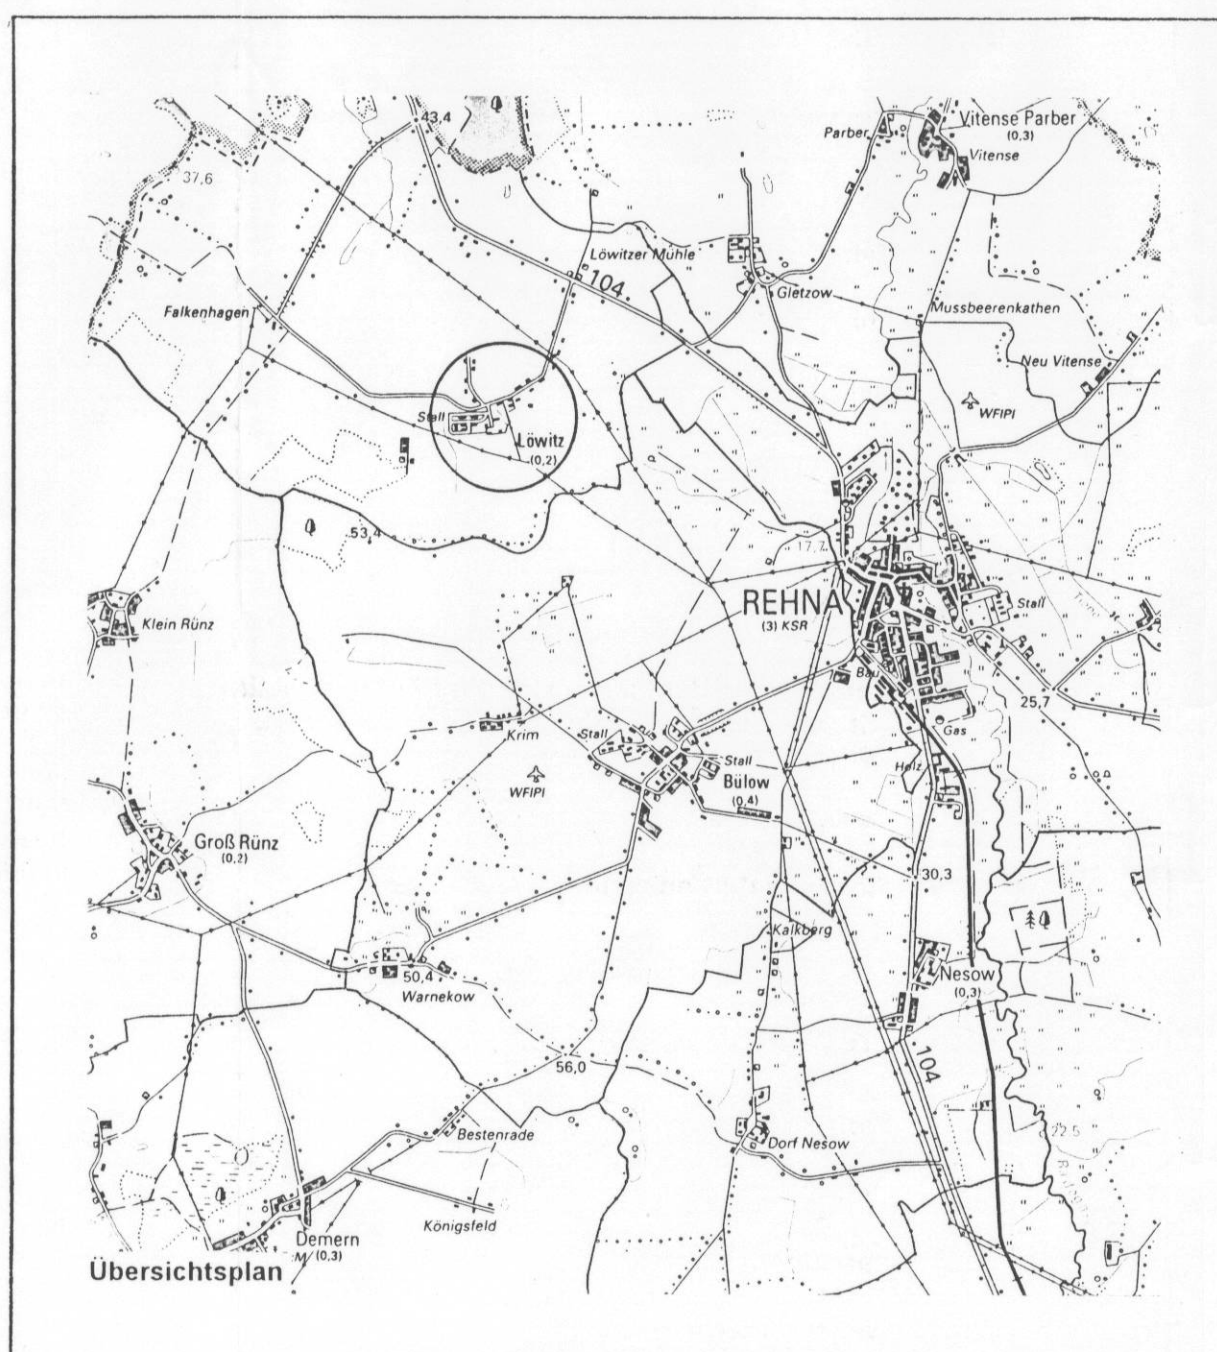 43,4
Vitense Parber
(0,3)
Parber
Vitense
37,6
Löwitzer Mühle
104
Gletzow
Falkenhagen
Mussbeerenkathen
Neu Vitense
WFIPI
Stall
Löwitz
(0,2)
53,4
17,7
REHNA
(3) KSR
Stall
Klein Rünz
Bau
25,7
Krim
Stall
Gas
Stall
Holz
WFIPI
Bülow
(0,4)
Groß Rünz
(0,2)
30,3
Kalkberg
Nesow
(0,3)
50,4
Warnekow
56,0
104
22,5
Bestenrade
Dorf Nesow
Königsfeld
Demern
M (0,3)
Übersichtsplan